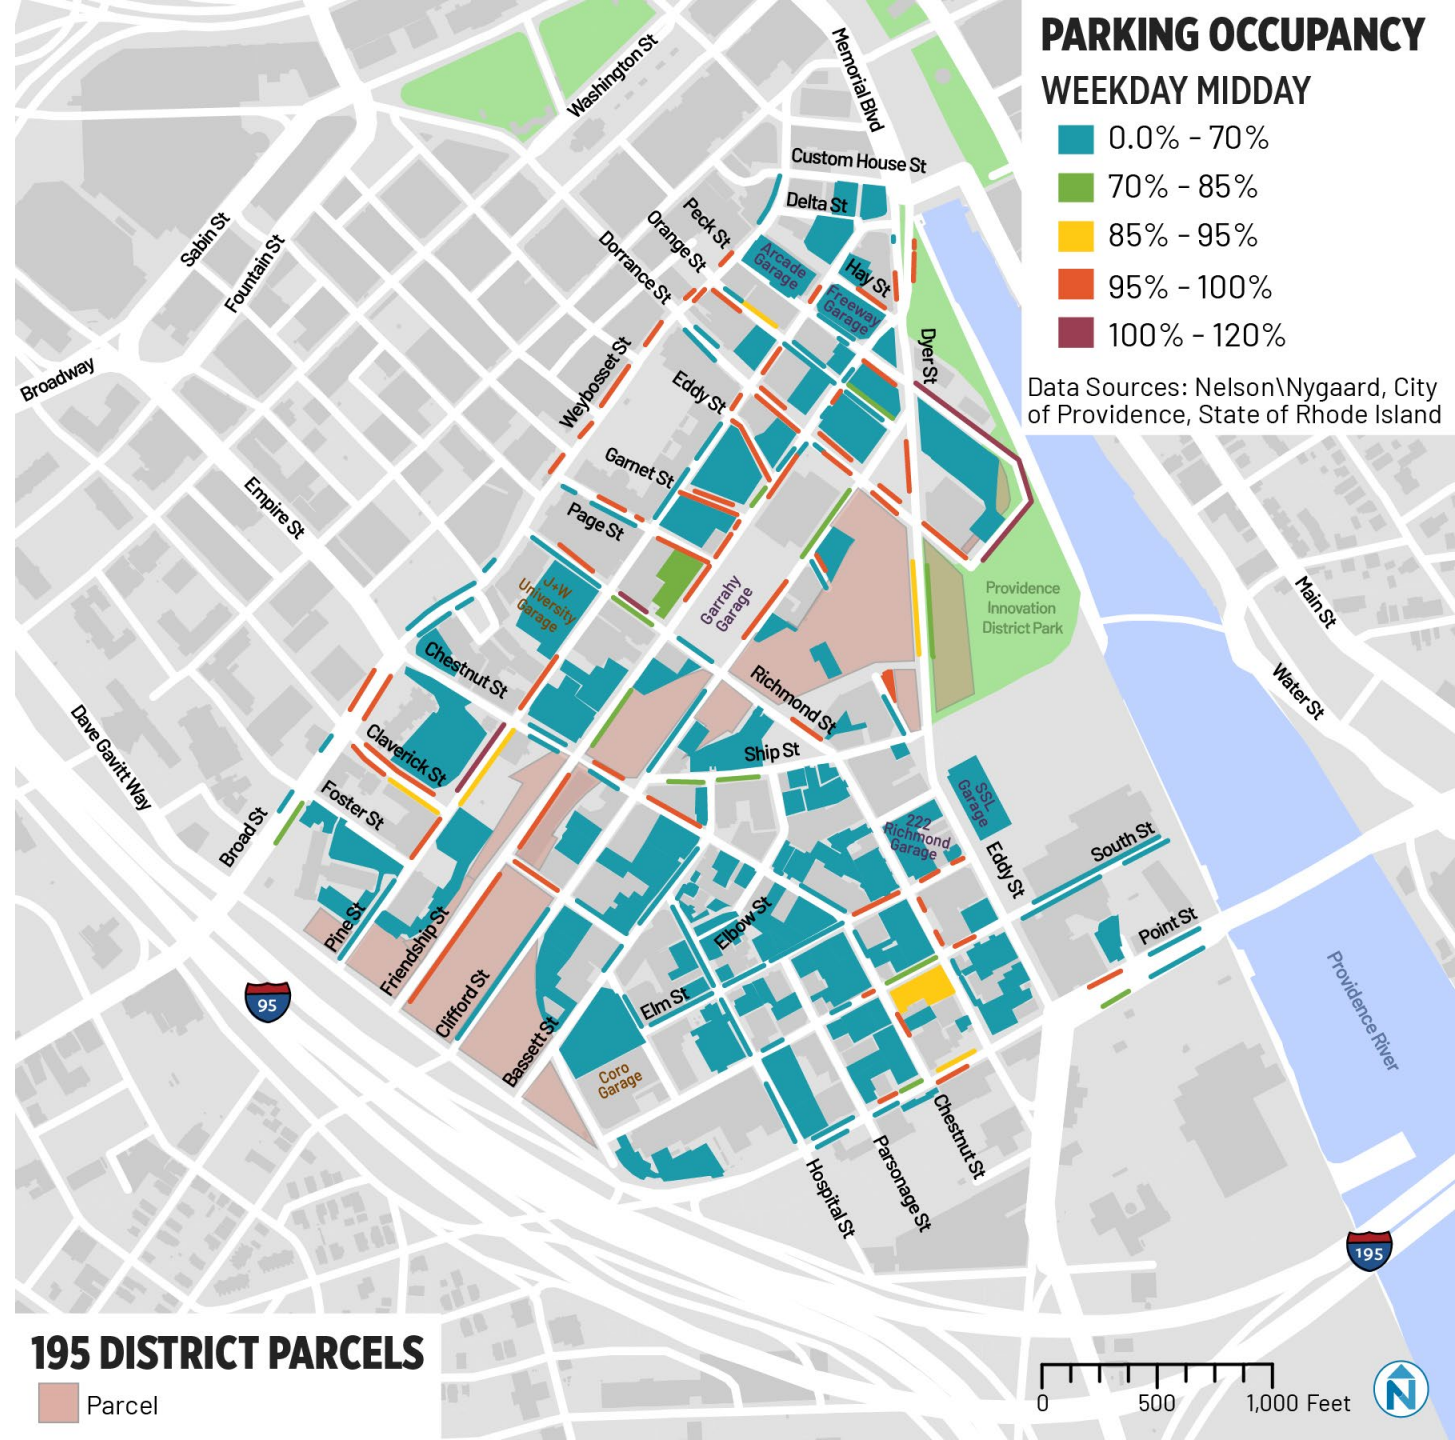 PARKING OCCUPANCY
WEEKDAY MIDDAY
0.0% - 70%
70% - 85%
85% - 95%
95% - 100%
100% - 120%
Data Sources: Nelson\Nygaard, City
of Providence, State of Rhode Island
Washington St
Memorial Blvd
Custom House St
Delta St
Peck St
Orange St
Dorrance St
Arcade
Garage
Hay St
Freeway
Garage
Sabin St
Fountain St
Broadway
Weybosset St
Eddy St
Dyer St
Garnet St
Page St
Empire St
J+W
University
Garage
Garrahy
Garage
Providence
Innovation
District Park
Main St
Water St
Chestnut St
Richmond St
Ship St
Claverick St
Dave Gavitt Way
Foster St
Broad St
SSL
Garage
222
Richmond
Garage
Eddy St
South St
Point St
Elbow St
Pine St
Friendship St
Clifford St
Bassett St
Elm St
Coro
Garage
95
Providence River
Chestnut St
Parsonage St
Hospital St
195
195 DISTRICT PARCELS
Parcel
0 500 1,000 Feet
N